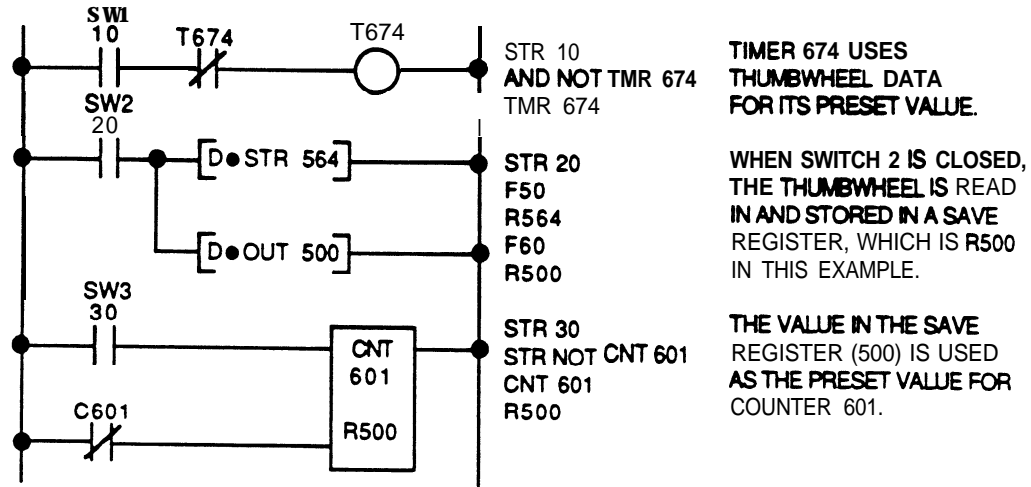 SW1
10
T674
T674
STR 10
AND NOT TMR 674
TMR 674
TIMER 674 USES
THUMBWHEEL DATA
FOR ITS PRESET VALUE.
SW2
20
D●STR 564
D●OUT 500
STR 20
F50
R564
F60
R500
WHEN SWITCH 2 IS CLOSED,
THE THUMBWHEEL IS READ
IN AND STORED IN A SAVE
REGISTER, WHICH IS R500
IN THIS EXAMPLE.
SW3
30
CNT
601
R500
C601
STR 30
STR NOT CNT 601
CNT 601
R500
THE VALUE IN THE SAVE
REGISTER (500) IS USED
AS THE PRESET VALUE FOR
COUNTER 601.